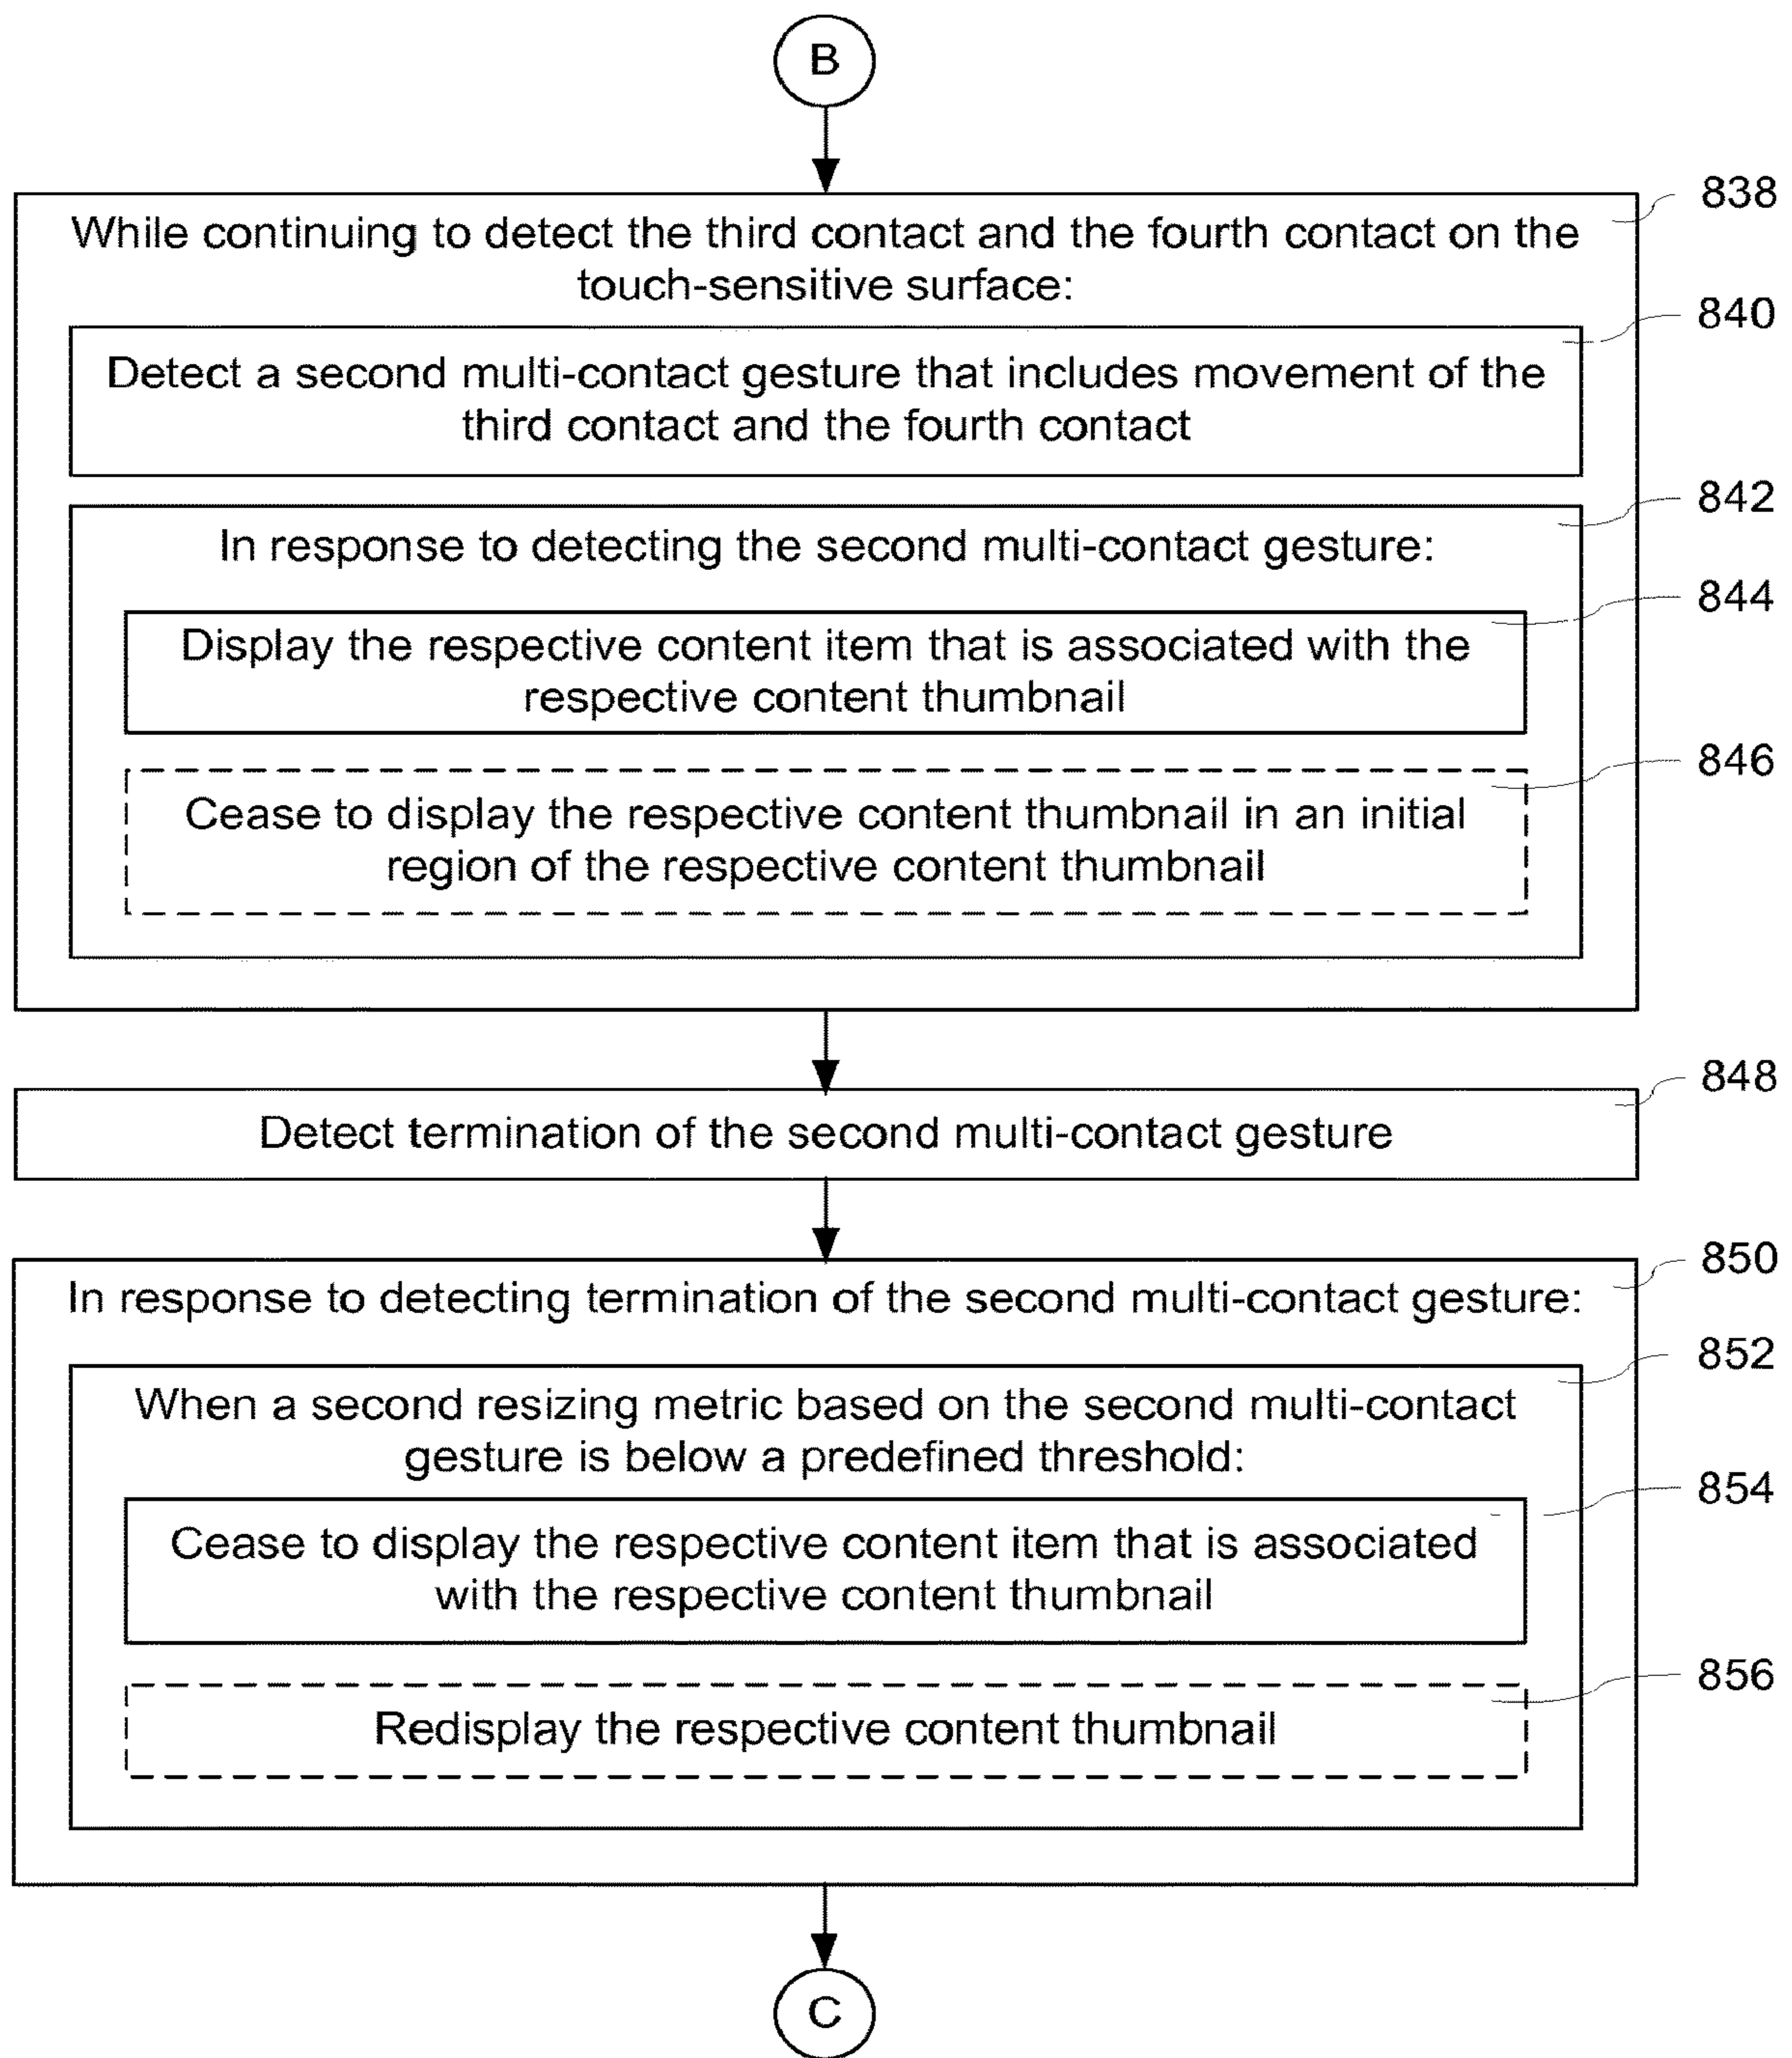 B
838
While continuing to detect the third contact and the fourth contact on the
touch-sensitive surface:
840
Detect a second multi-contact gesture that includes movement of the
third contact and the fourth contact
842
In response to detecting the second multi-contact gesture:
844
Display the respective content item that is associated with the
respective content thumbnail
846
Cease to display the respective content thumbnail in an initial
region of the respective content thumbnail
848
Detect termination of the second multi-contact gesture
850
In response to detecting termination of the second multi-contact gesture:
852
When a second resizing metric based on the second multi-contact
gesture is below a predefined threshold:
854
Cease to display the respective content item that is associated
with the respective content thumbnail
856
Redisplay the respective content thumbnail
C